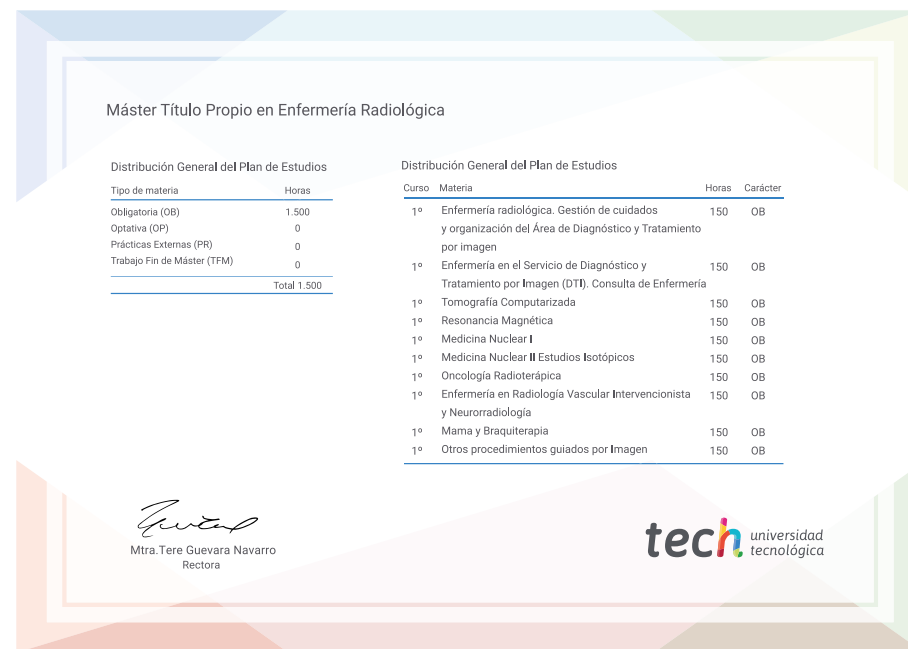 Máster Título Propio en Enfermería Radiológica
Distribución General del Plan de Estudios
Tipo de materia Horas
Obligatoria (OB) 1.500
Optativa (OP) 0
Prácticas Externas (PR) 0
Trabajo Fin de Máster (TFM) 0
Total 1.500
Distribución General del Plan de Estudios
Curso Materia Horas Carácter
1º Enfermería radiológica. Gestión de cuidados 150 OB
y organización del Área de Diagnóstico y Tratamiento
por imagen
1º Enfermería en el Servicio de Diagnóstico y 150 OB
Tratamiento por Imagen (DTI). Consulta de Enfermería
1º Tomografía Computarizada 150 OB
1º Resonancia Magnética 150 OB
1º Medicina Nuclear I 150 OB
1º Medicina Nuclear II Estudios Isotópicos 150 OB
1º Oncología Radioterápica 150 OB
1º Enfermería en Radiología Vascular Intervencionista 150 OB
y Neurorradiología
1º Mama y Braquiterapia 150 OB
1º Otros procedimientos guiados por Imagen 150 OB
Mtra.Tere Guevara Navarro
Rectora
tech universidad
tecnológica